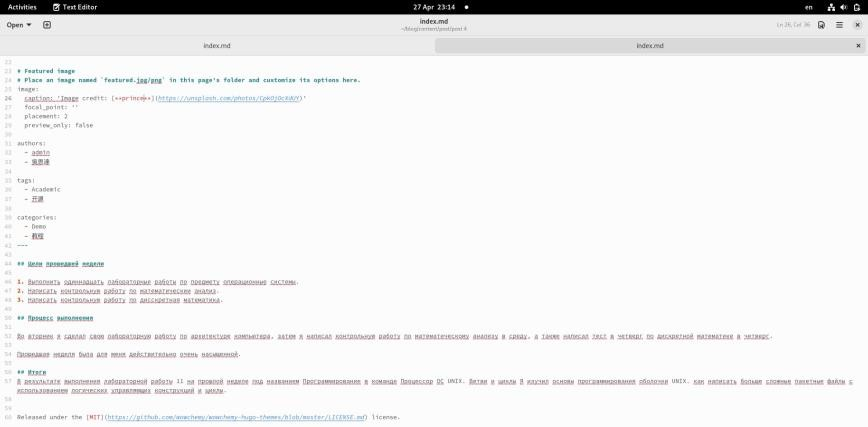 Activities Text Editor 27 Apr 23:14 en
Open index.md Ln 26, Col 36
~/blog/content/post/post 4
index.md index.md
22
23 # Featured image
24 # Place an image named `featured.jpg/png` in this page's folder and customize its options here.
25 image:
26 caption: 'Image credit: [**prince**](https://unsplash.com/photos/CpkOjOcXdUY)'
27 focal_point: ''
28 placement: 2
29 preview_only: false
30
31 authors:
32 - admin
33 - 吳恩達
34
35 tags:
36 - Academic
37 - 开源
38
39 categories:
40 - Demo
41 - 教程
42 ---
43
44 ## Цели прошедшей недели
45
46 1. Выполнить одиннадцать лабораторные работы по предмету операционные системы.
47 2. Написать контрольную работу по математическим анализ.
48 3. Написать контрольную работу по дисскретная математика.
49
50 ## Процесс выполнения
51
52 Во вторник я сделал свою лабораторную работу по архитектуре компьютера, затем я написал контрольную работу по математическому анализу в среду, а также написал тест в четверг по дискретной математике в четверг.
53
54 Прошедшая неделя была для меня действительно очень насыщенной.
55
56 ## Итоги
57 В результате выполнения лабораторной работы 11 на прошлой неделе под названием Программирование в команде Процессор ОС UNIX. Ветви и циклы Я изучил основы программирования оболочки UNIX. как написать больше сложные пакетные файлы с
использованием логических управляющих конструкций и циклы.
58
59
60 Released under the [MIT](https://github.com/wowchemy/wowchemy-hugo-themes/blob/master/LICENSE.md) license.